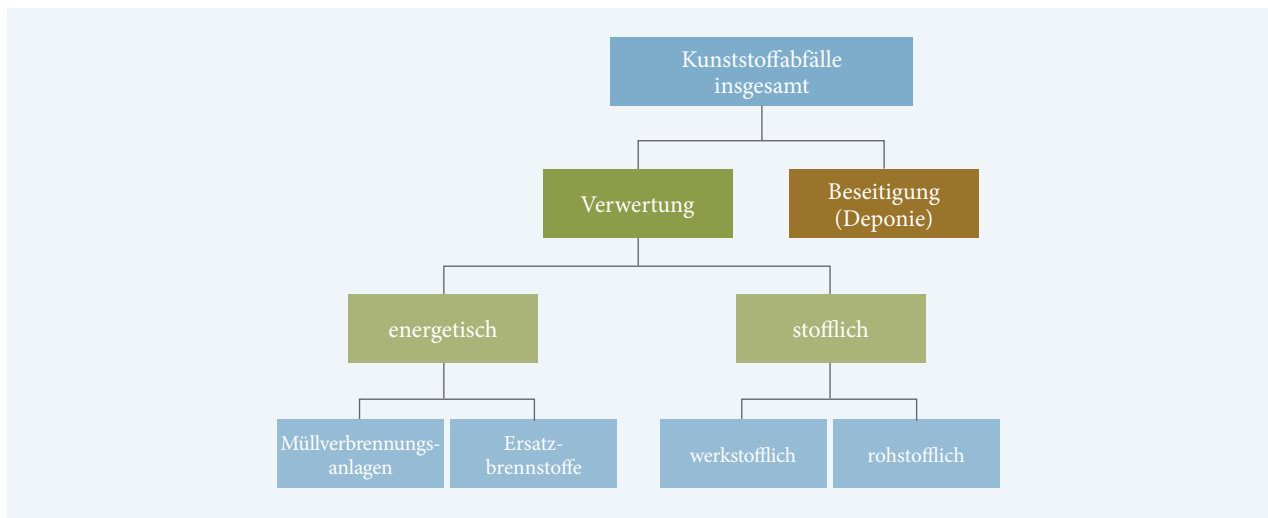 Kunststoffabfälle
insgesamt
Verwertung
Beseitigung
(Deponie)
energetisch
stofflich
Müllverbrennungs-
anlagen
Ersatz-
brennstoffe
werkstofflich
rohstofflich